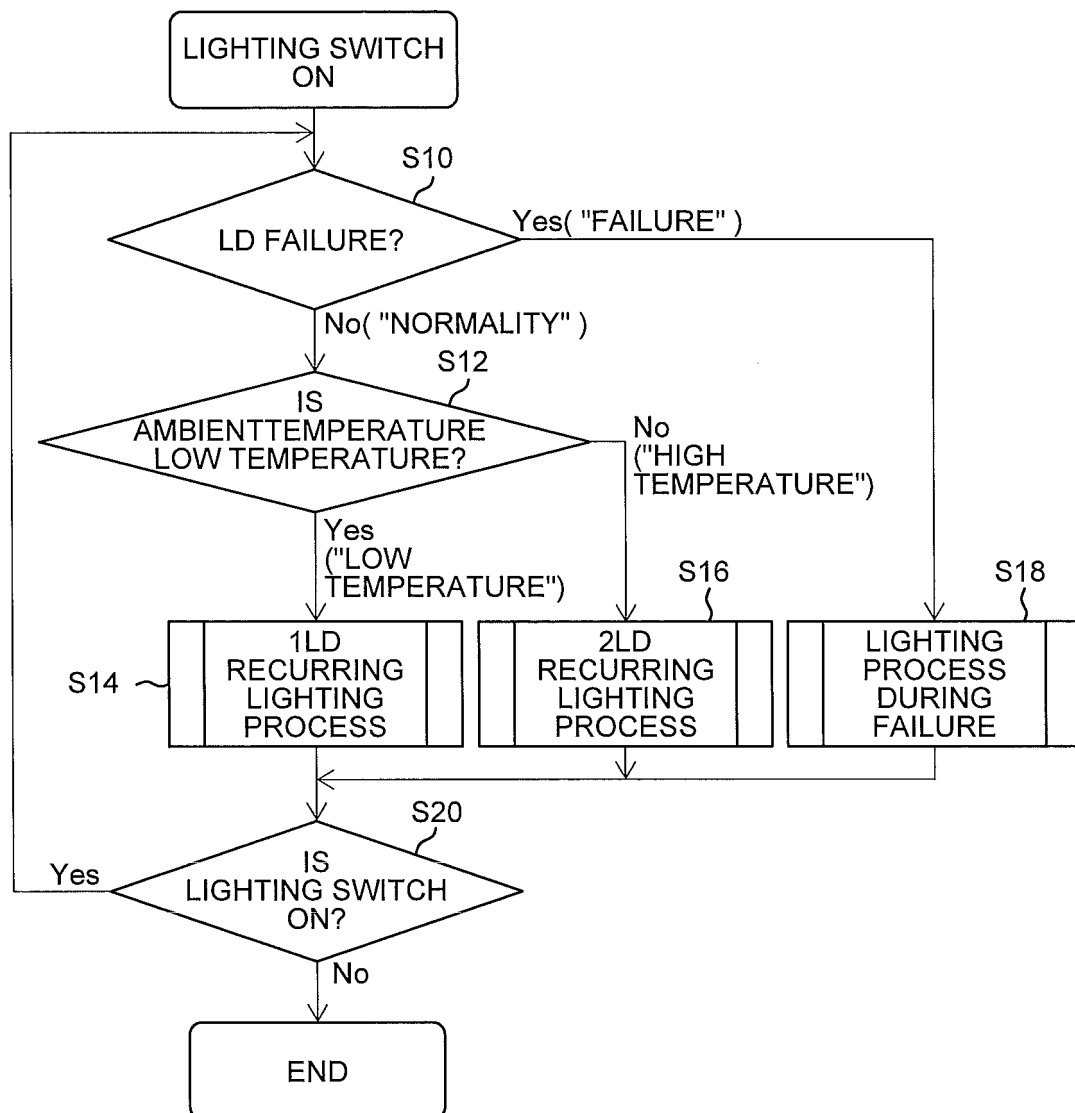 LIGHTING SWITCH
ON
S10
LD FAILURE?
Yes( "FAILURE" )
No( "NORMALITY" )
S12
IS
AMBIENTTEMPERATURE
LOW TEMPERATURE?
No
("HIGH
TEMPERATURE")
Yes
("LOW
TEMPERATURE")
S14
1LD
RECURRING
LIGHTING
PROCESS
S16
2LD
RECURRING
LIGHTING
PROCESS
S18
LIGHTING
PROCESS
DURING
FAILURE
S20
IS
LIGHTING SWITCH
ON?
Yes
No
END